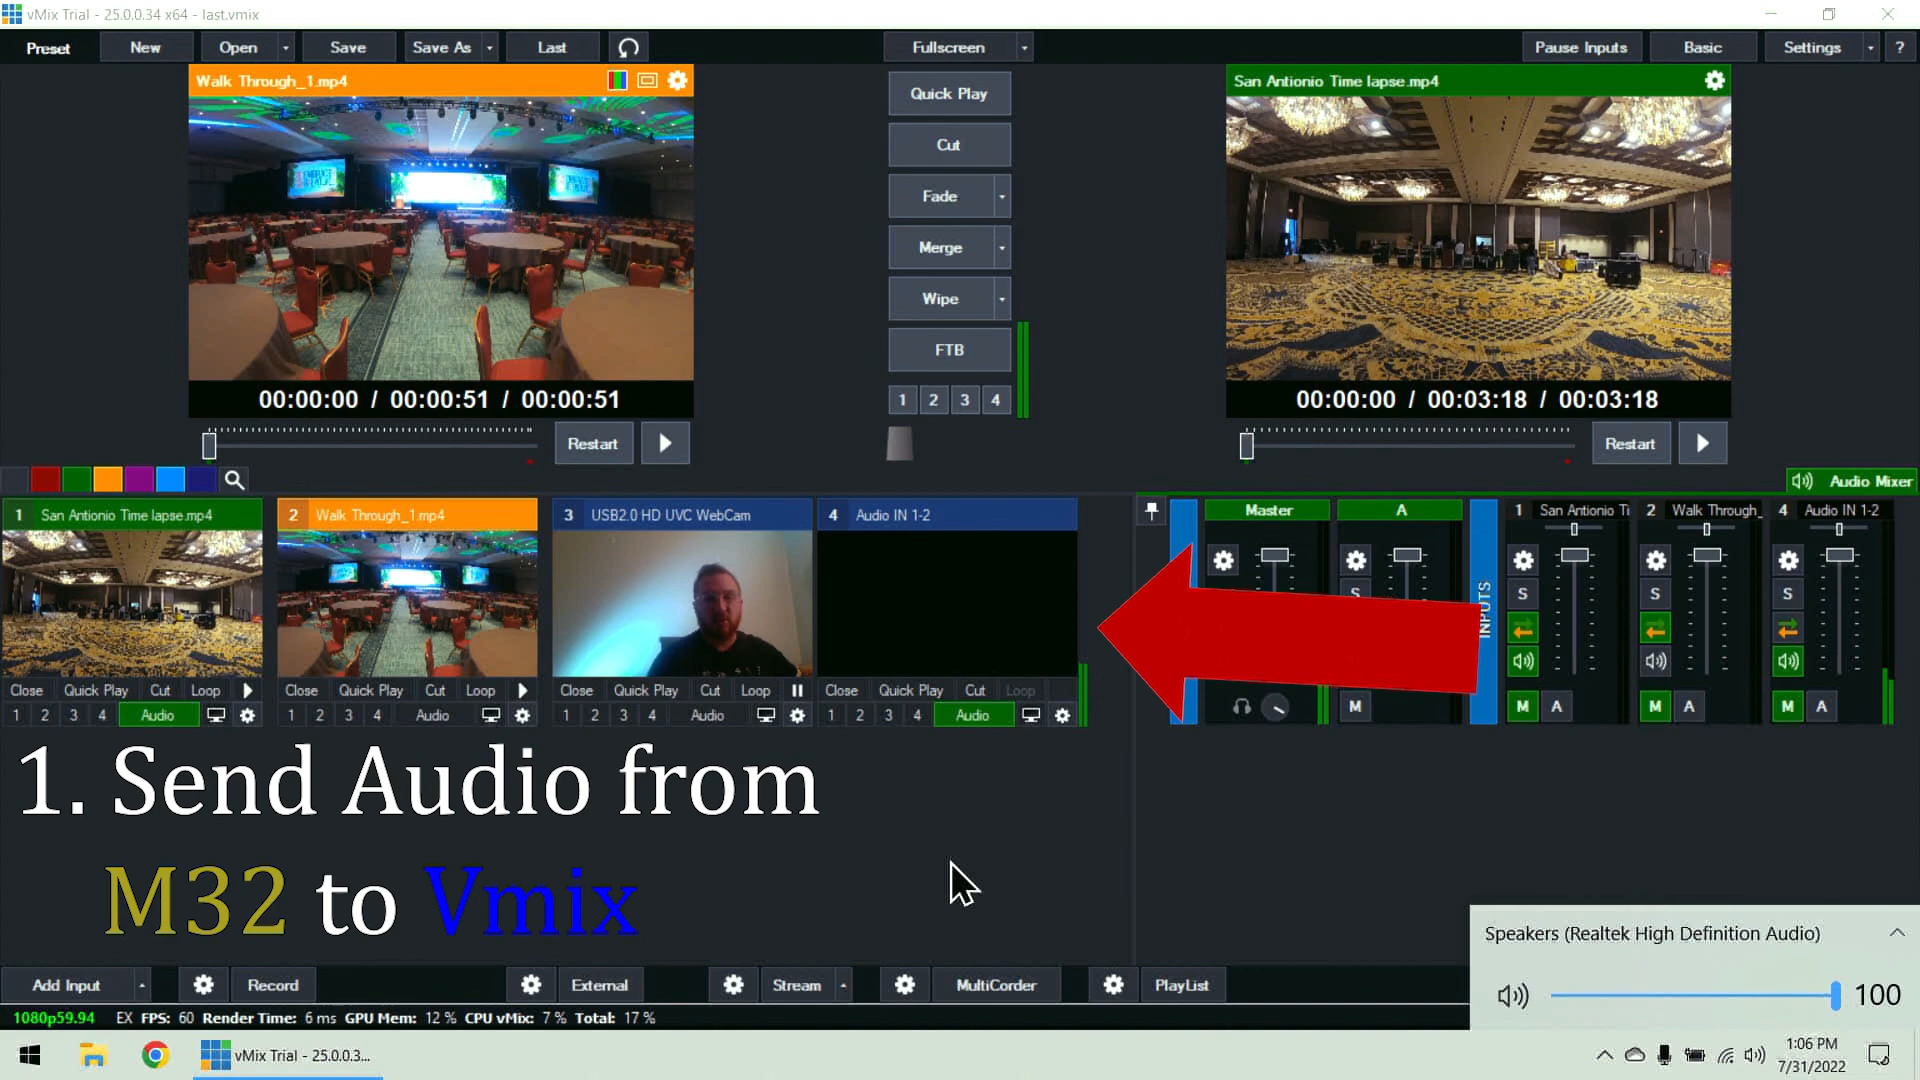 vMix Trial - 25.0.0.34 x64 - last.vmix
Preset New Open Save Save As Last Fullscreen Pause Inputs Basic Settings ?
Walk Through_1.mp4
00:00:00 / 00:00:51 / 00:00:51
Restart
Quick Play
Cut
Fade
Merge
Wipe
FTB
1 2 3 4
San Antionio Time lapse.mp4
00:00:00 / 00:03:18 / 00:03:18
Restart
Audio Mixer
1 San Antionio Time lapse.mp4
Close Quick Play Cut Loop
1 2 3 4 Audio
2 Walk Through_1.mp4
Close Quick Play Cut Loop
1 2 3 4 Audio
3 USB2.0 HD UVC WebCam
Close Quick Play Cut Loop
1 2 3 4 Audio
4 Audio IN 1-2
Close Quick Play Cut Loop
1 2 3 4 Audio
Master
A
S
M
INPUTS
1 San Antionio Ti
S
M A
2 Walk Through_
S
M A
4 Audio IN 1-2
S
M A
1. Send Audio from
M32 to Vmix
Speakers (Realtek High Definition Audio)
100
Add Input Record External Stream MultiCorder PlayList
1080p59.94 EX FPS: 60 Render Time: 6 ms GPU Mem: 12 % CPU vMix: 7 % Total: 17 %
vMix Trial - 25.0.0.3...
1:06 PM
7/31/2022